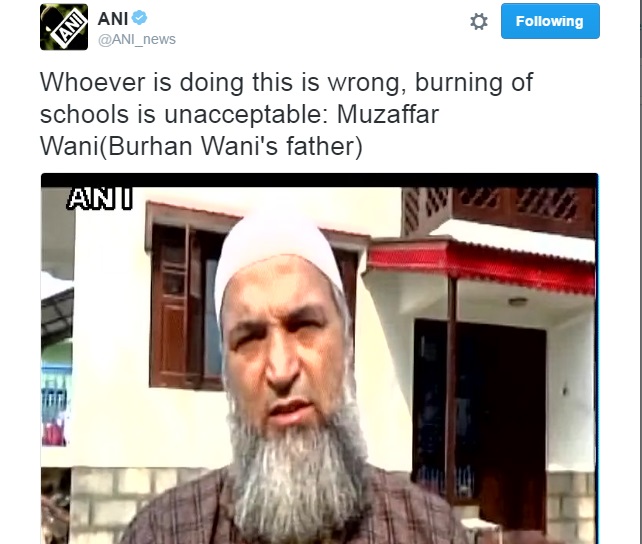 ANI
ANI
@ANI_news
Following
Whoever is doing this is wrong, burning of
schools is unacceptable: Muzaffar
Wani(Burhan Wani's father)
ANI